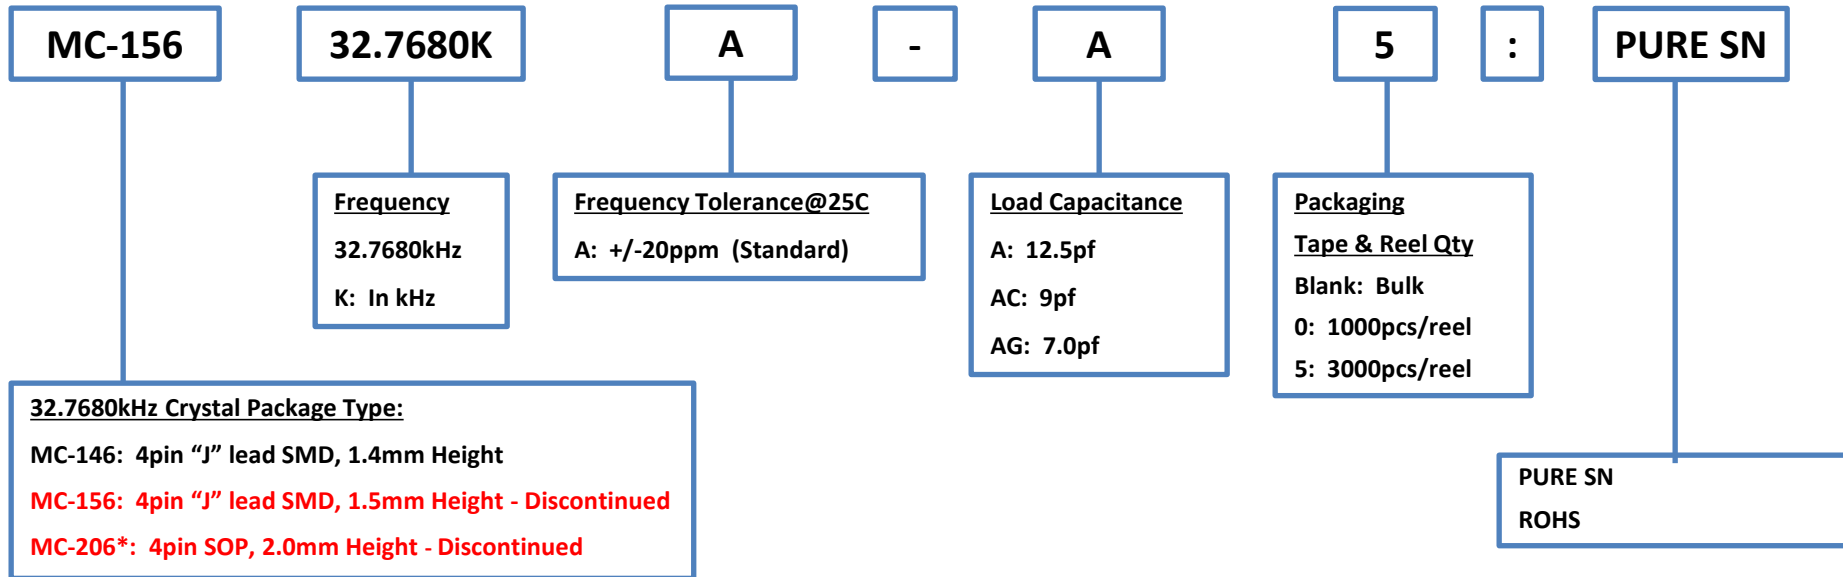 MC-156 32.7680K A - A 5 : PURE SN
Frequency
32.7680kHz
K: In kHz
Frequency Tolerance@25C
A: +/-20ppm (Standard)
Load Capacitance
A: 12.5pf
AC: 9pf
AG: 7.0pf
Packaging
Tape & Reel Qty
Blank: Bulk
0: 1000pcs/reel
5: 3000pcs/reel
32.7680kHz Crystal Package Type:
MC-146: 4pin “J” lead SMD, 1.4mm Height
MC-156: 4pin “J” lead SMD, 1.5mm Height - Discontinued
MC-206*: 4pin SOP, 2.0mm Height - Discontinued
PURE SN
ROHS